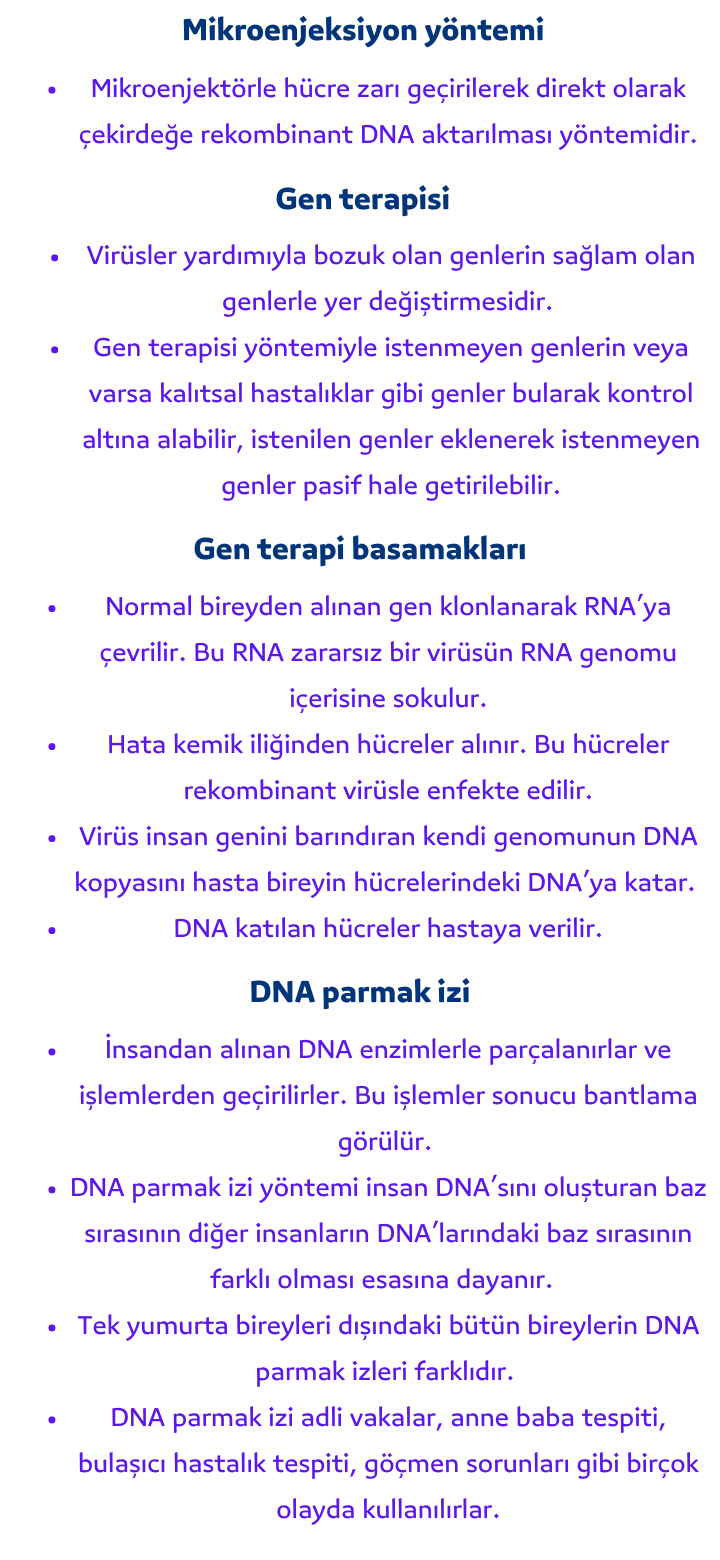 Mikroenjeksiyon yöntemi
• Mikroenjektörle hücre zarı geçirilerek direkt olarak
çekirdeğe rekombinant DNA aktarılması yöntemidir.
Gen terapisi
• Virüsler yardımıyla bozuk olan genlerin sağlam olan
genlerle yer değiştirmesidir.
• Gen terapisi yöntemiyle istenmeyen genlerin veya
varsa kalıtsal hastalıklar gibi genler bularak kontrol
altına alabilir, istenilen genler eklenerek istenmeyen
genler pasif hale getirilebilir.
Gen terapi basamakları
• Normal bireyden alınan gen klonlanarak RNA’ya
çevrilir. Bu RNA zararsız bir virüsün RNA genomu
içerisine sokulur.
• Hata kemik iliğinden hücreler alınır. Bu hücreler
rekombinant virüsle enfekte edilir.
• Virüs insan genini barındıran kendi genomunun DNA
kopyasını hasta bireyin hücrelerindeki DNA’ya katar.
• DNA katılan hücreler hastaya verilir.
DNA parmak izi
• İnsandan alınan DNA enzimlerle parçalanırlar ve
işlemlerden geçirilirler. Bu işlemler sonucu bantlama
görülür.
• DNA parmak izi yöntemi insan DNA’sını oluşturan baz
sırasının diğer insanların DNA’larındaki baz sırasının
farklı olması esasına dayanır.
• Tek yumurta bireyleri dışındaki bütün bireylerin DNA
parmak izleri farklıdır.
• DNA parmak izi adli vakalar, anne baba tespiti,
bulaşıcı hastalık tespiti, göçmen sorunları gibi birçok
olayda kullanılırlar.